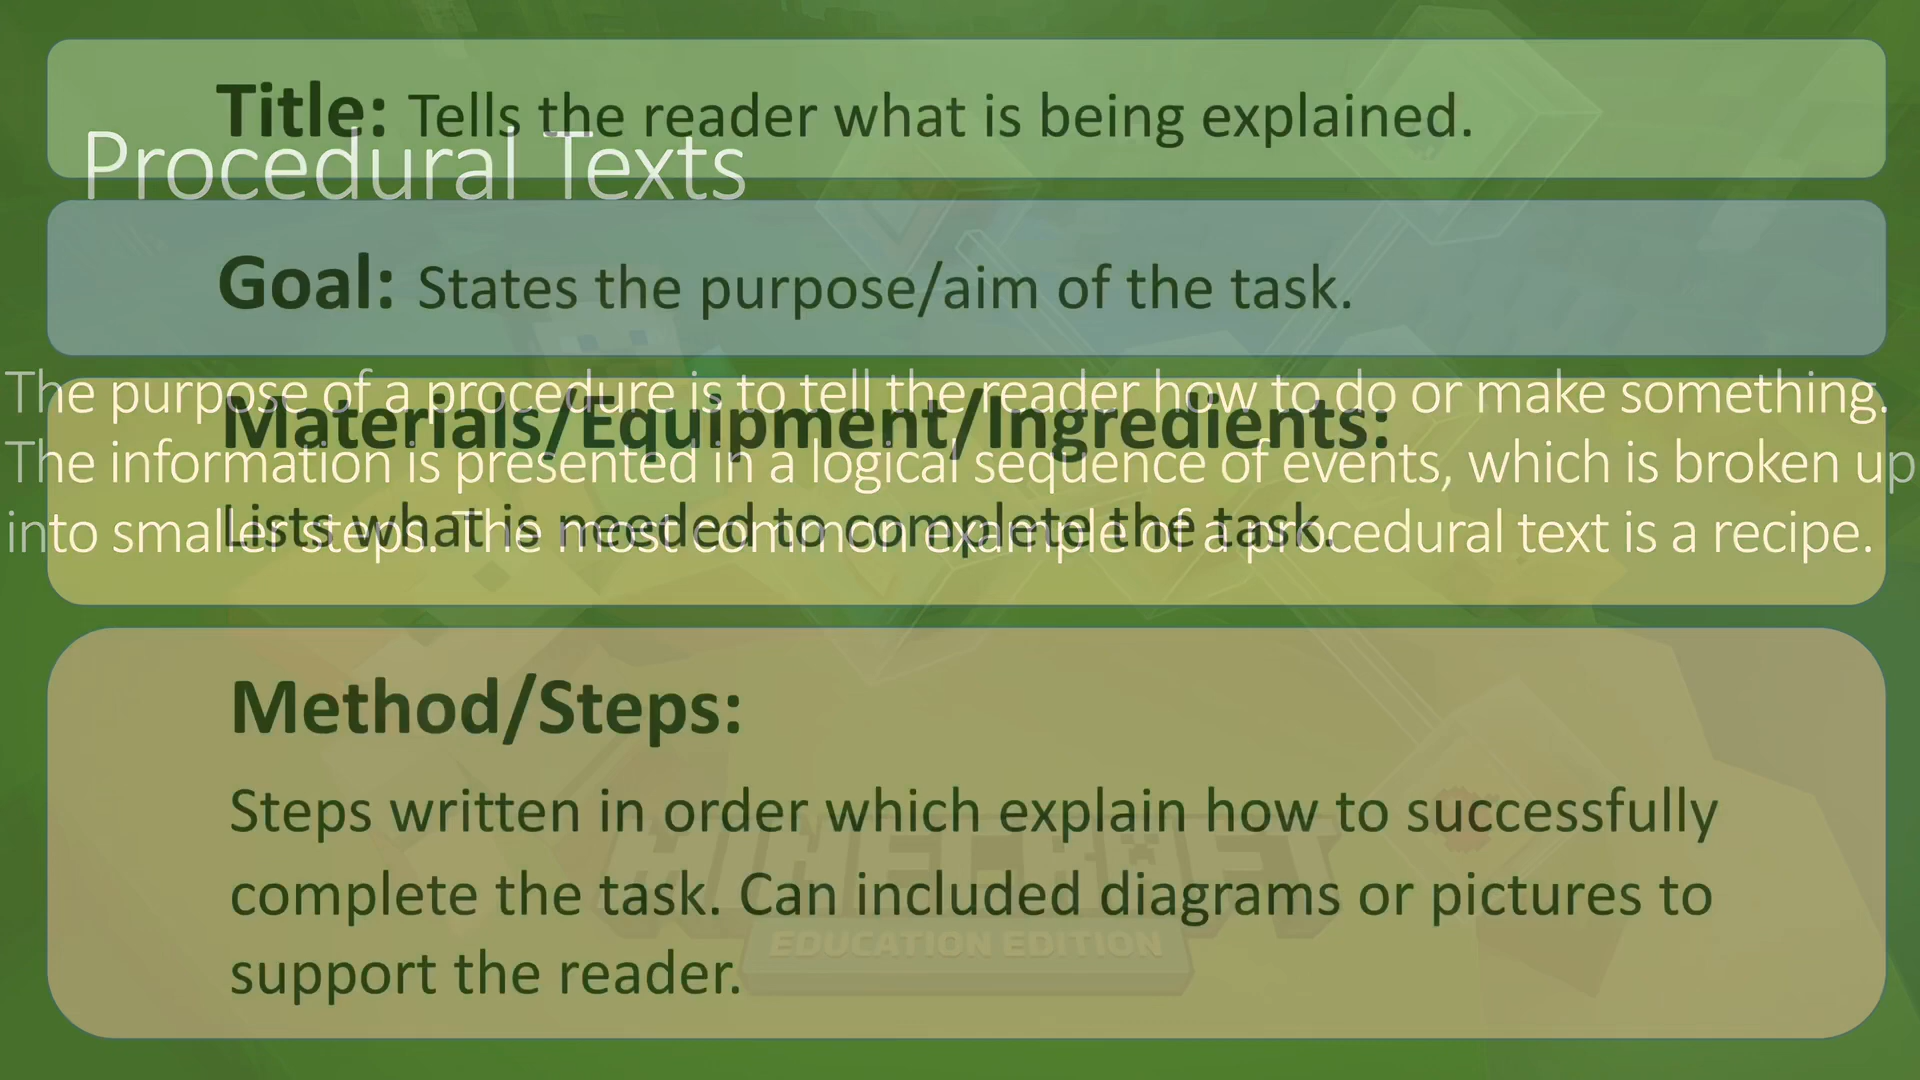 Title: Tells the reader what is being explained.
Procedural Texts
Goal: States the purpose/aim of the task.
The purpose of a procedure is to tell the reader how to do or make something.
The information is presented in a logical sequence of events, which is broken up
into smaller steps. The most common example of a procedural text is a recipe.
Materials/Equipment/Ingredients:
Lists what is needed to complete the task.
Method/Steps:
Steps written in order which explain how to successfully
complete the task. Can included diagrams or pictures to
support the reader.
MINECRAFT
EDUCATION EDITION